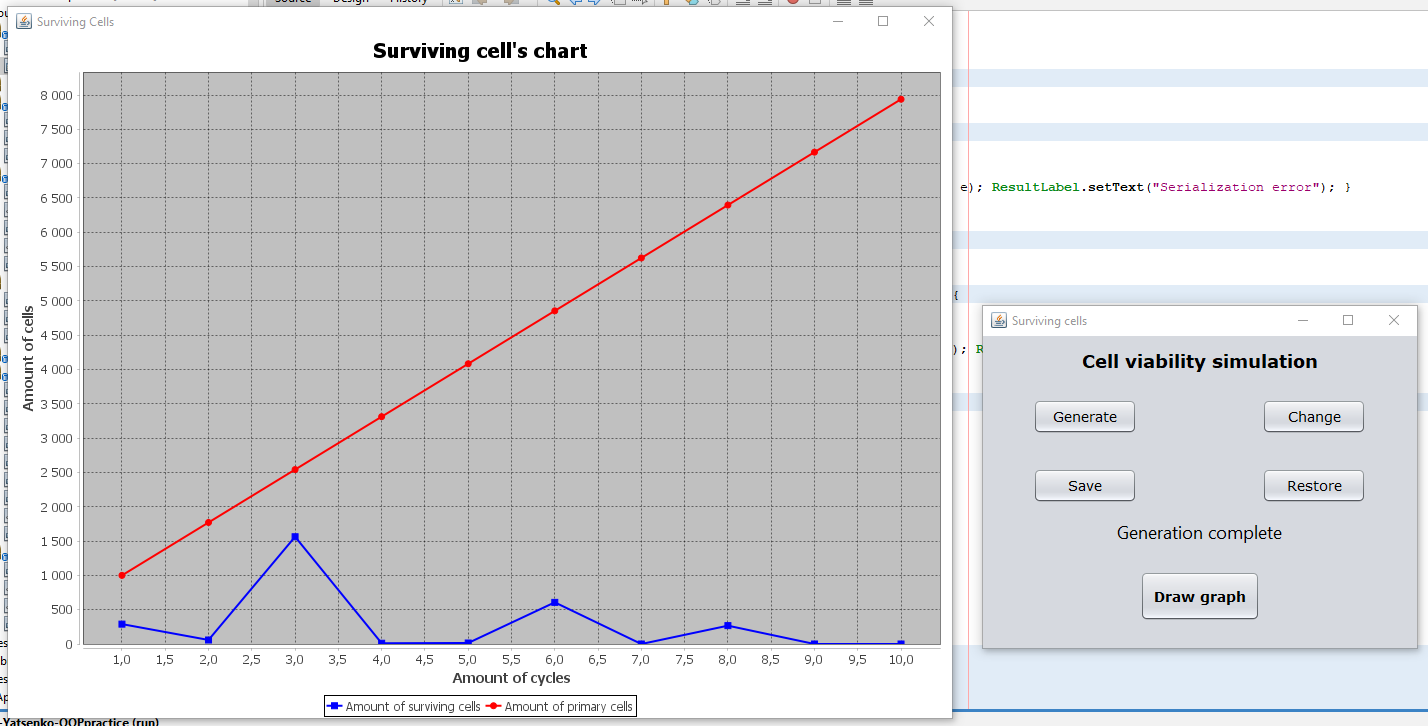 Source Design History
Surviving Cells
Surviving cell's chart
Amount of cells
8 000
7 500
7 000
6 500
6 000
5 500
5 000
4 500
4 000
3 500
3 000
2 500
2 000
1 500
1 000
500
0
1,0 1,5 2,0 2,5 3,0 3,5 4,0 4,5 5,0 5,5 6,0 6,5 7,0 7,5 8,0 8,5 9,0 9,5 10,0
Amount of cycles
Amount of surviving cells Amount of primary cells
e); ResultLabel.setText("Serialization error"); }
{
); R
Surviving cells
Cell viability simulation
Generate Change
Save Restore
Generation complete
Draw graph
-Yatsenko-OOPpractice (run)